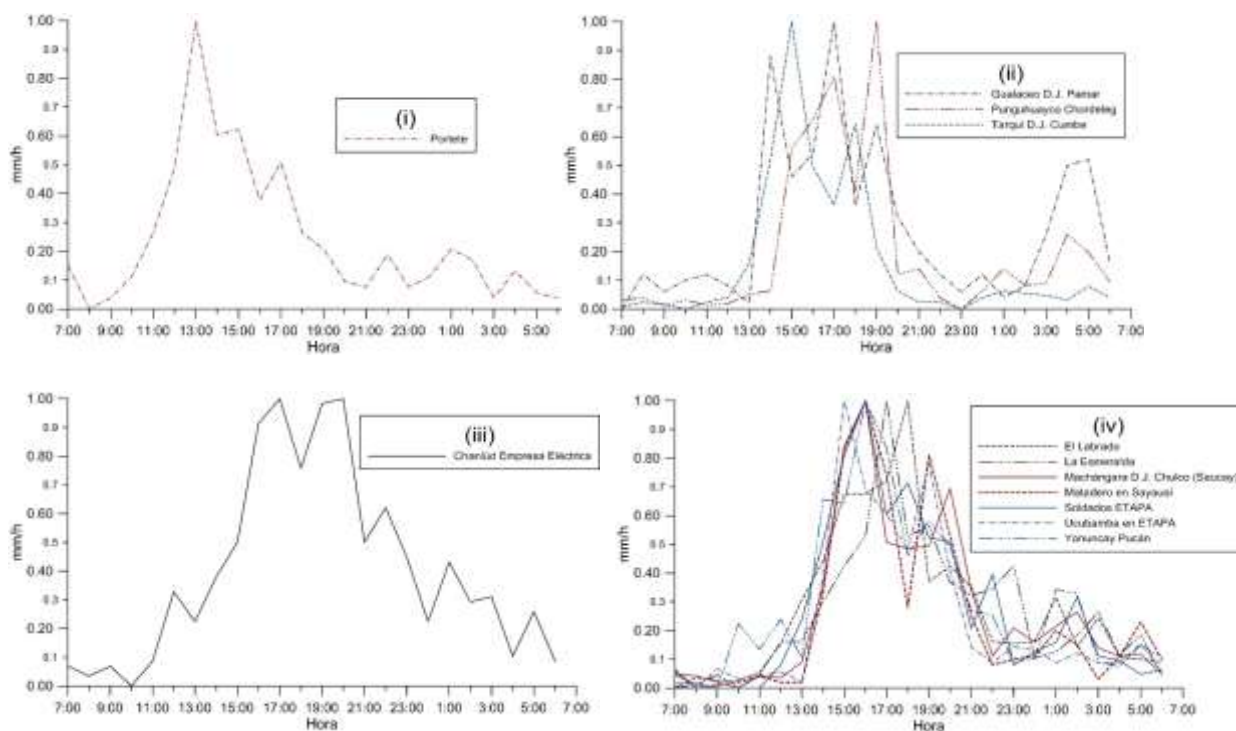 1.00
0.9
0.80
0.7
0.60
0.5
0.40
0.3
0.20
0.1
0.00
mm/h
7:00 9:00 11:00 13:00 15:00 17:00 19:00 21:00 23:00 1:00 3:00 5:00
Hora
(i)
Portete
1.00
0.9
0.80
0.7
0.60
0.5
0.40
0.3
0.20
0.1
0.00
mm/h
7:00 9:00 11:00 13:00 15:00 17:00 19:00 21:00 23:00 1:00 3:00 5:00 7:00
Hora
(ii)
Gualaceo D.J. Pamar
Punguhuayco Chordeleg
Tarqui D.J. Cumbe
1.00
0.9
0.80
0.7
0.60
0.5
0.40
0.3
0.20
0.1
0.00
mm/h
7:00 9:00 11:00 13:00 15:00 17:00 19:00 21:00 23:00 1:00 3:00 5:00 7:00
Hora
(iii)
Chanlúd Empresa Eléctrica
1.00
0.9
0.80
0.7
0.60
0.5
0.40
0.3
0.20
0.1
0.00
mm/h
7:00 9:00 11:00 13:00 15:00 17:00 19:00 21:00 23:00 1:00 3:00 5:00 7:00
Hora
(iv)
El Labrado
La Esmeralda
Machángara D.J. Chulco (Saucay)
Matadero en Sayausí
Soldados ETAPA
Ucubamba en ETAPA
Yanuncay Pucán